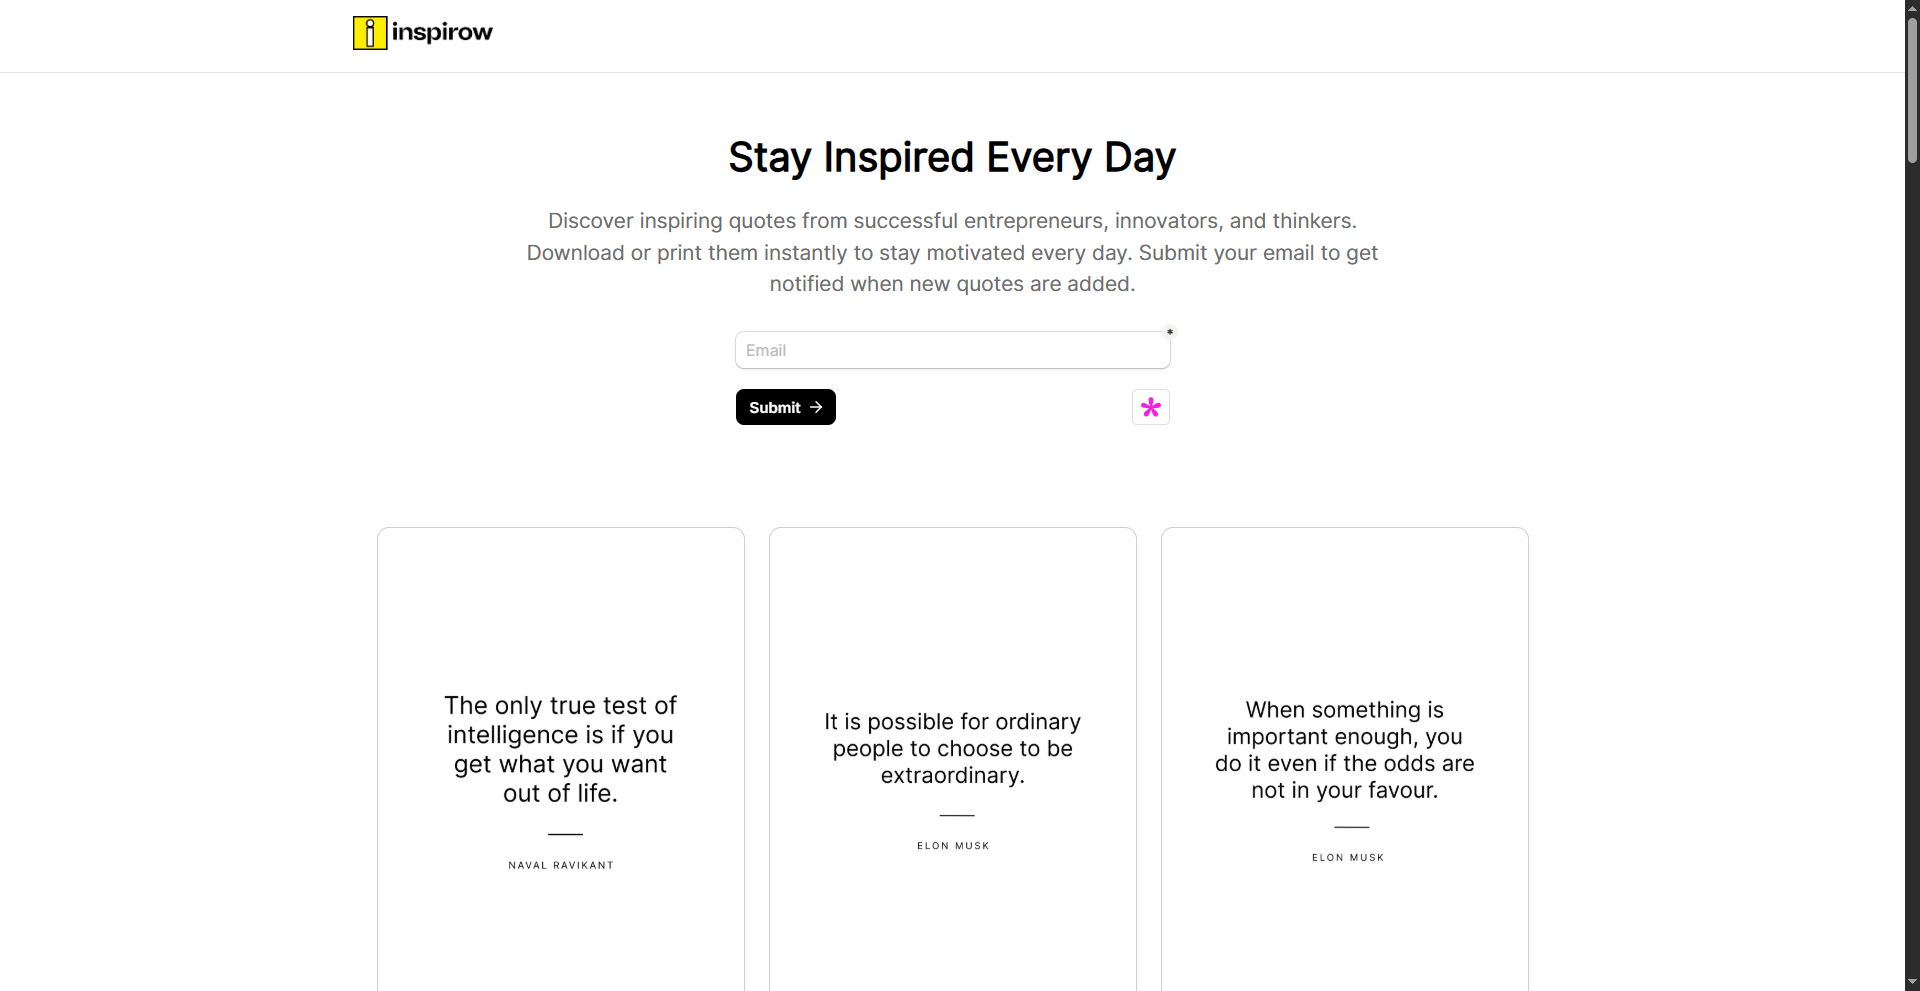 inspirow
Stay Inspired Every Day
Discover inspiring quotes from successful entrepreneurs, innovators, and thinkers.
Download or print them instantly to stay motivated every day. Submit your email to get
notified when new quotes are added.
*
Email
Submit →
The only true test of
intelligence is if you
get what you want
out of life.
NAVAL RAVIKANT
It is possible for ordinary
people to choose to be
extraordinary.
ELON MUSK
When something is
important enough, you
do it even if the odds are
not in your favour.
ELON MUSK